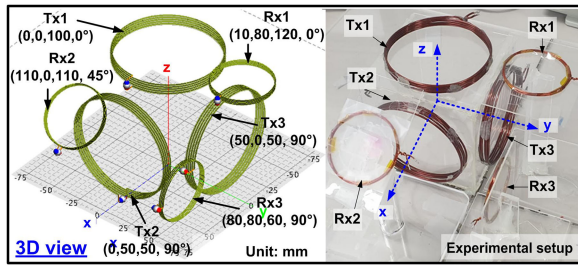 Tx1
(0,0,100,0°)
Rx1
(10,80,120, 0°)
Rx2
(110,0,110, 45°)
z
Tx3
(50,0,50, 90°)
Rx3
(80,80,60, 90°)
Tx2
(0,50,50, 90°)
x
x
y
-75
-50
-25
0
25
50
75
-75
-50
-25
3D view
Unit: mm
Tx1
Rx1
z
Tx2
y
Tx3
x
Rx2
Rx3
Experimental setup